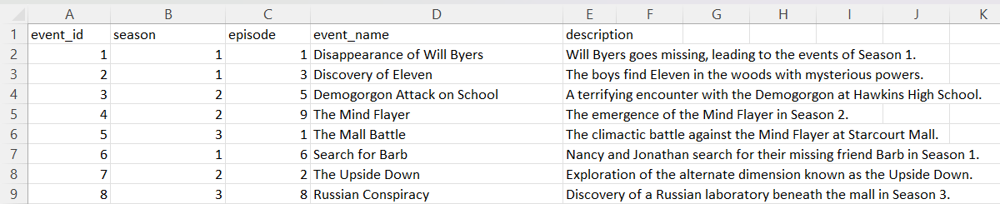 A B C D E F G H I J K
1 event_id season episode event_name description
2 1 1 1 Disappearance of Will Byers Will Byers goes missing, leading to the events of Season 1.
3 2 1 3 Discovery of Eleven The boys find Eleven in the woods with mysterious powers.
4 3 2 5 Demogorgon Attack on School A terrifying encounter with the Demogorgon at Hawkins High School.
5 4 2 9 The Mind Flayer The emergence of the Mind Flayer in Season 2.
6 5 3 1 The Mall Battle The climactic battle against the Mind Flayer at Starcourt Mall.
7 6 1 6 Search for Barb Nancy and Jonathan search for their missing friend Barb in Season 1.
8 7 2 2 The Upside Down Exploration of the alternate dimension known as the Upside Down.
9 8 3 8 Russian Conspiracy Discovery of a Russian laboratory beneath the mall in Season 3.